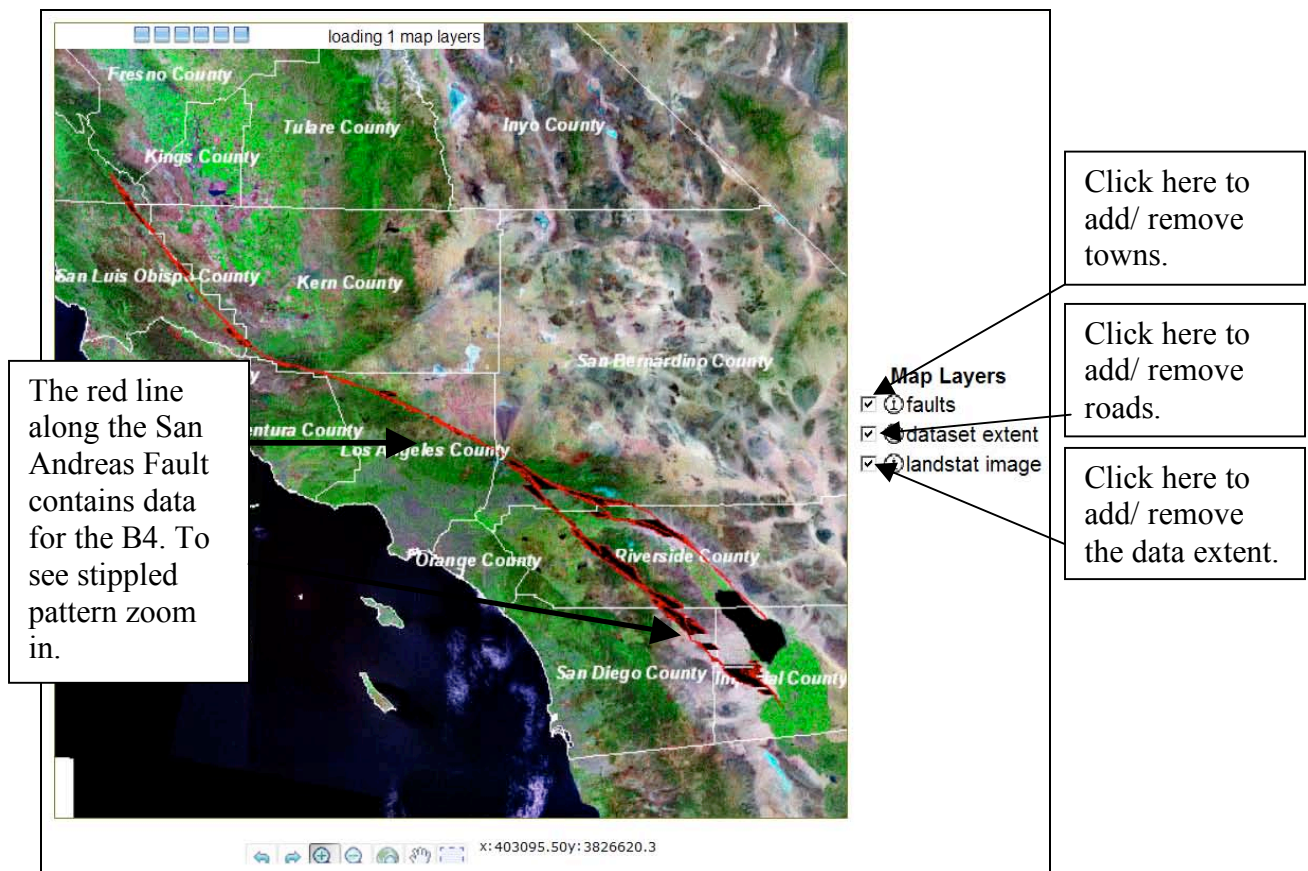 loading 1 map layers
Fresno County
Tulare County
Inyo County
Kings County
San Luis Obispo County
Kern County
San Bernardino County
entura County
Los Angeles County
Orange County
Riverside County
San Diego County
Imperial County
The red line
along the San
Andreas Fault
contains data
for the B4. To
see stippled
pattern zoom
in.
Map Layers
faults
dataset extent
landstat image
Click here to
add/ remove
towns.
Click here to
add/ remove
roads.
Click here to
add/ remove
the data extent.
x:403095.50y:3826620.3